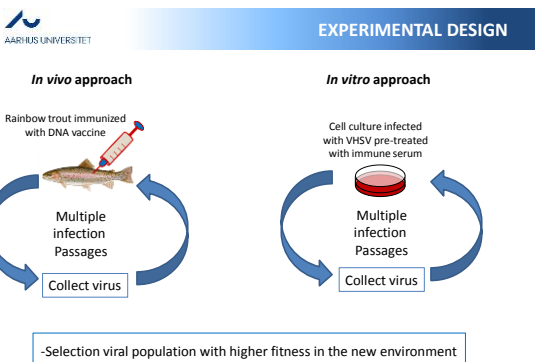 AARHUS UNIVERSITET
EXPERIMENTAL DESIGN
In vivo approach
Rainbow trout immunized
with DNA vaccine
Multiple
infection
Passages
Collect virus
In vitro approach
Cell culture infected
with VHSV pre-treated
with immune serum
Multiple
infection
Passages
Collect virus
-Selection viral population with higher fitness in the new environment